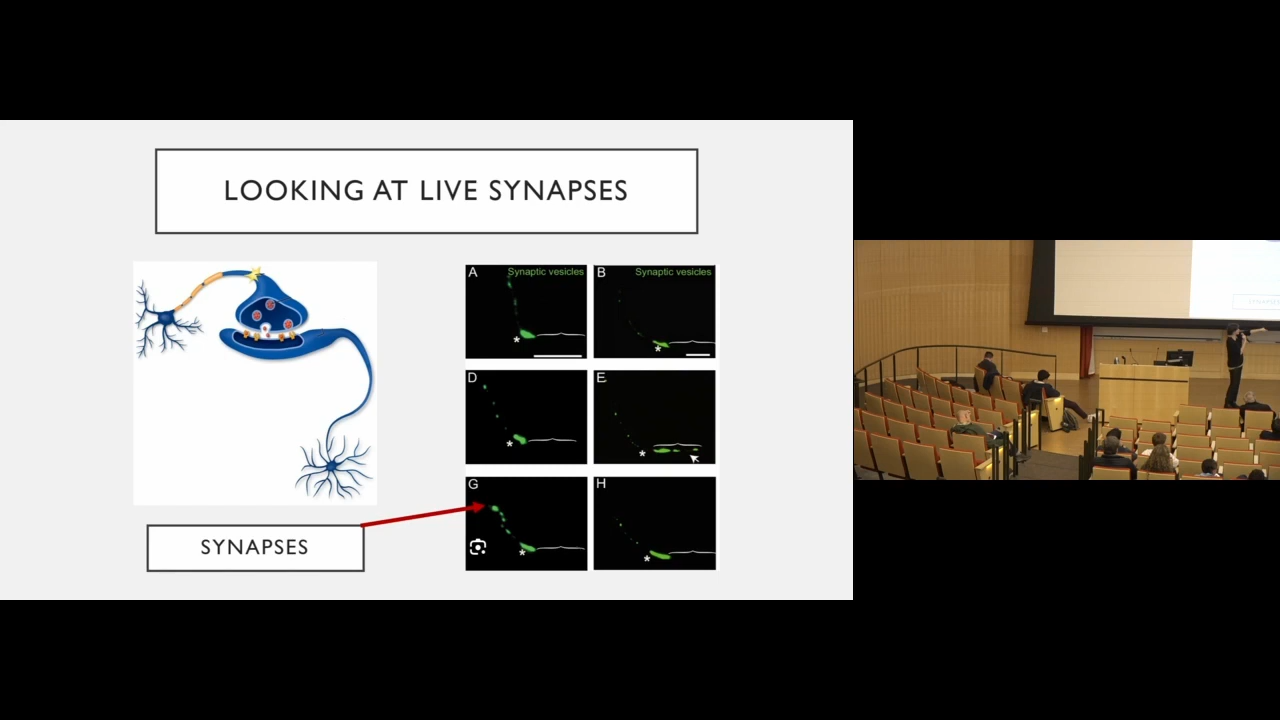 LOOKING AT LIVE SYNAPSES
A
Synaptic vesicles
B
Synaptic vesicles
D
E
G
H
*
*
*
*
*
*
SYNAPSES